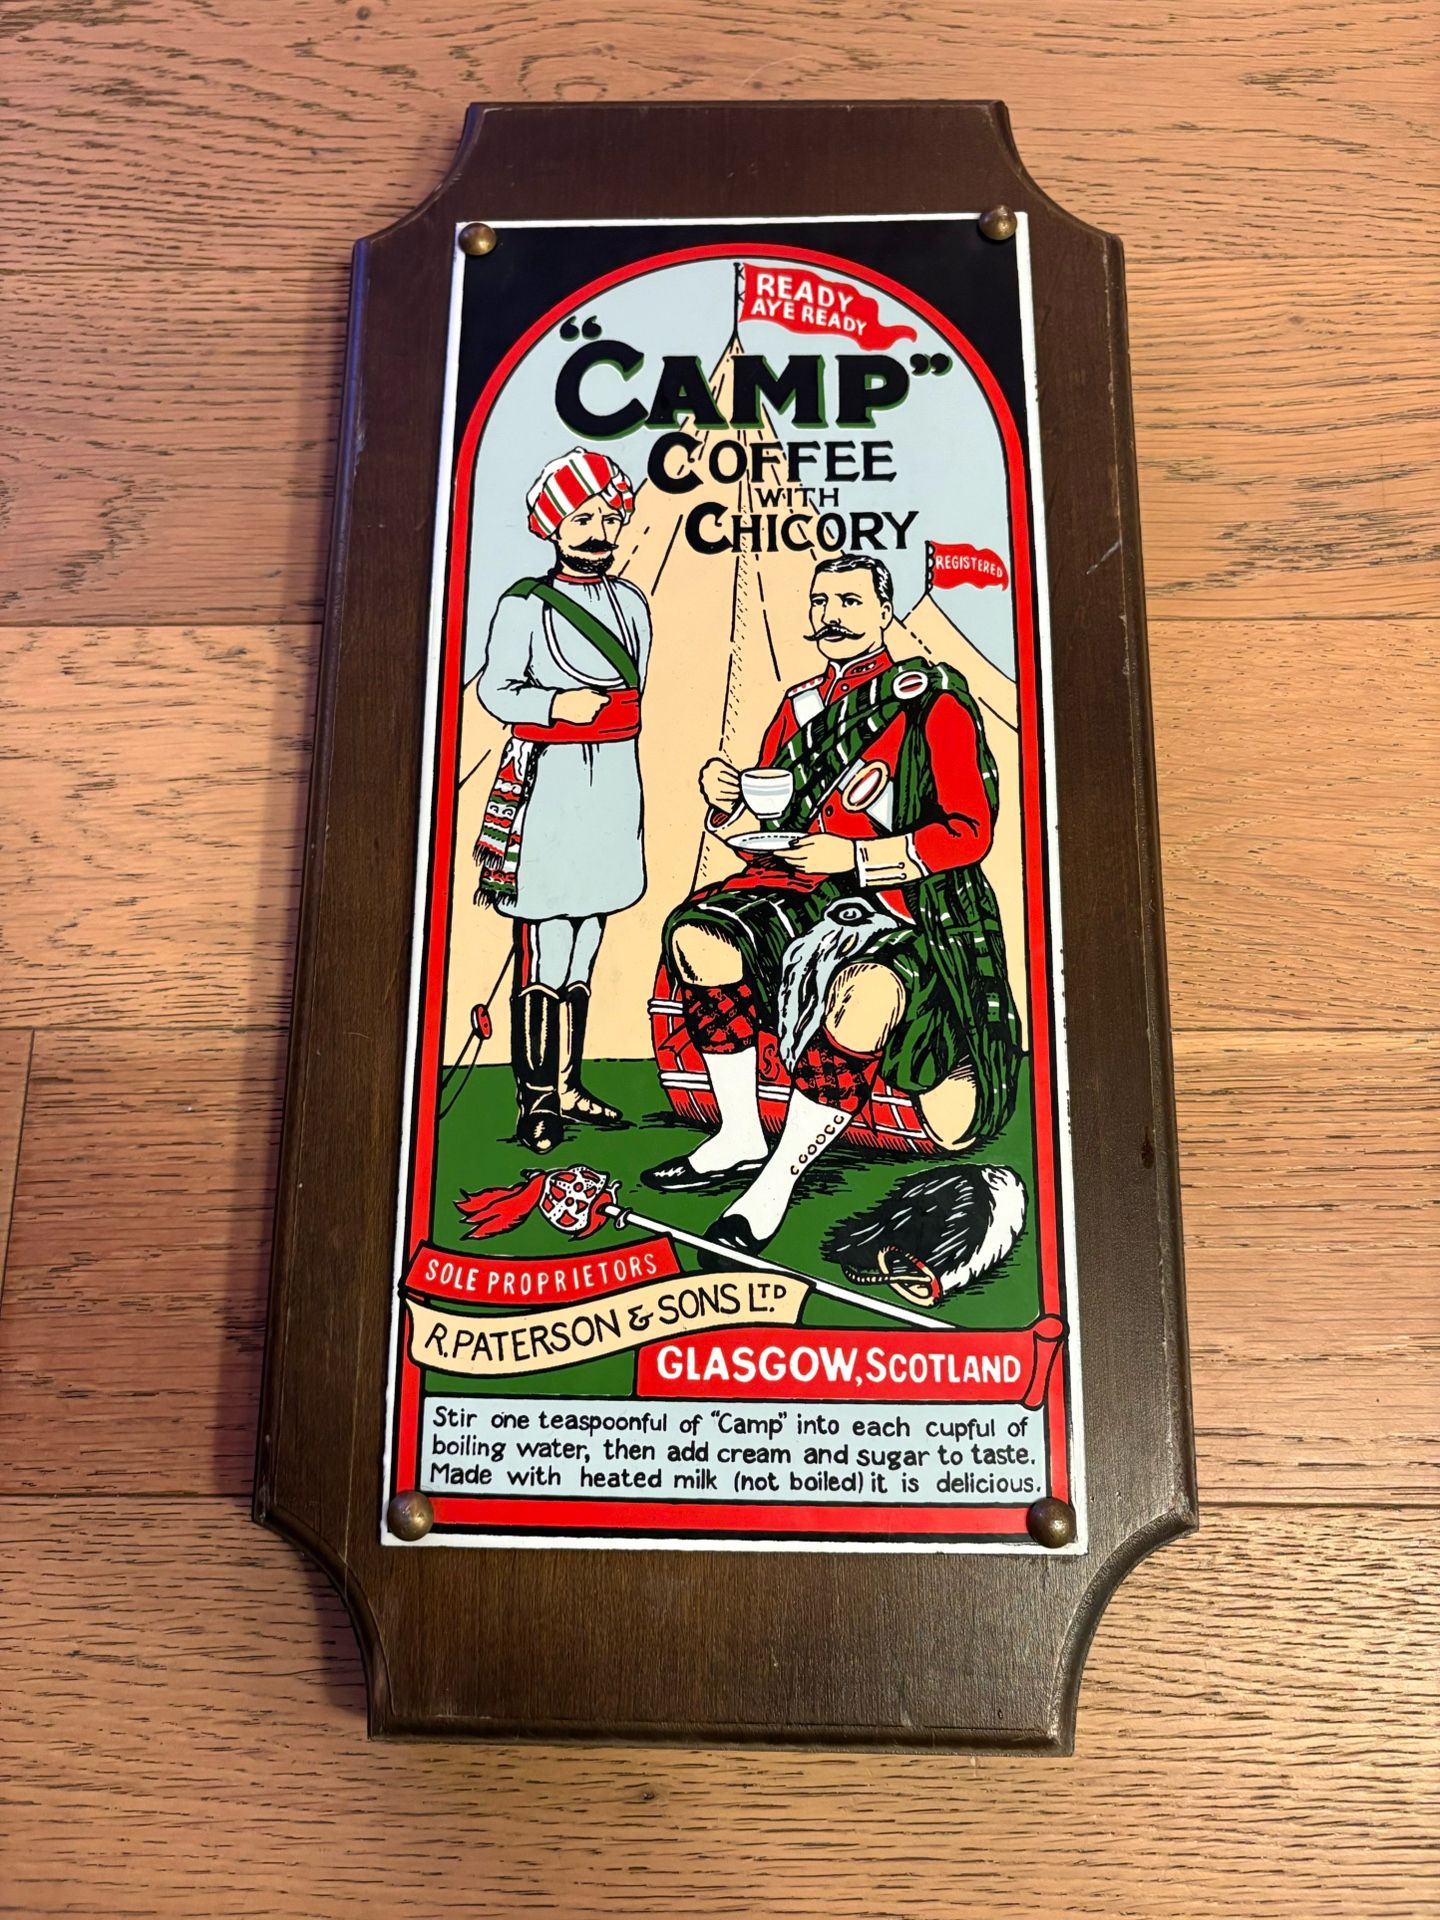 READY
AYE READY
"CAMP"
COFFEE
WITH
CHICORY
REGISTERED
SOLE PROPRIETORS
R. PATERSON & SONS LTD
GLASGOW, SCOTLAND
Stir one teaspoonful of "Camp" into each cupful of
boiling water, then add cream and sugar to taste.
Made with heated milk (not boiled) it is delicious.